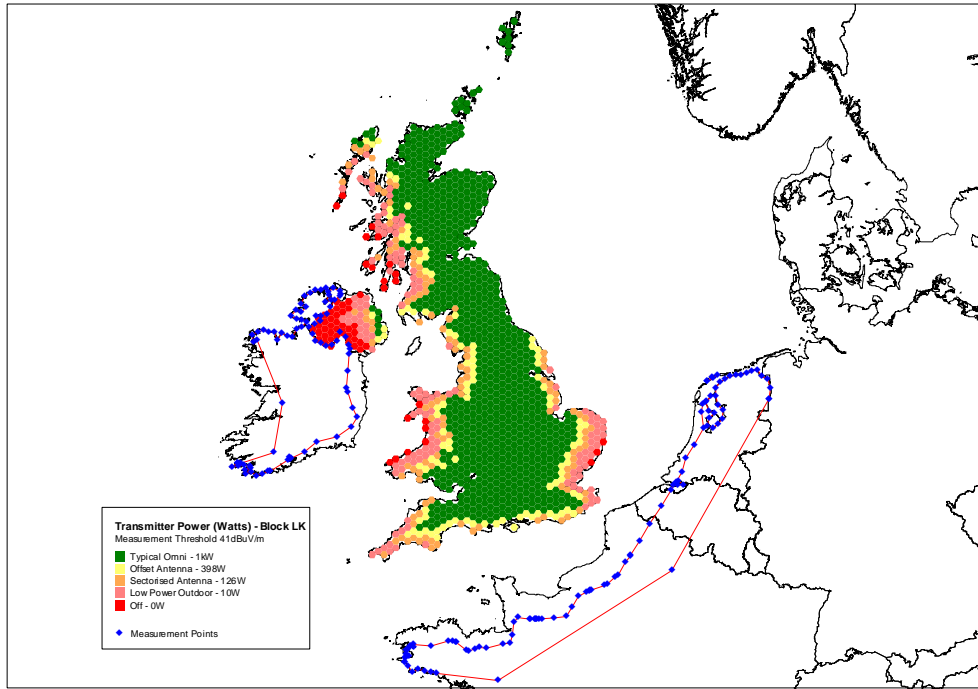 Transmitter Power (Watts) - Block LK
Measurement Threshold 41dBuV/m
Typical Omni - 1kW
Offset Antenna - 398W
Sectorised Antenna - 126W
Low Power Outdoor - 10W
Off - 0W
Measurement Points